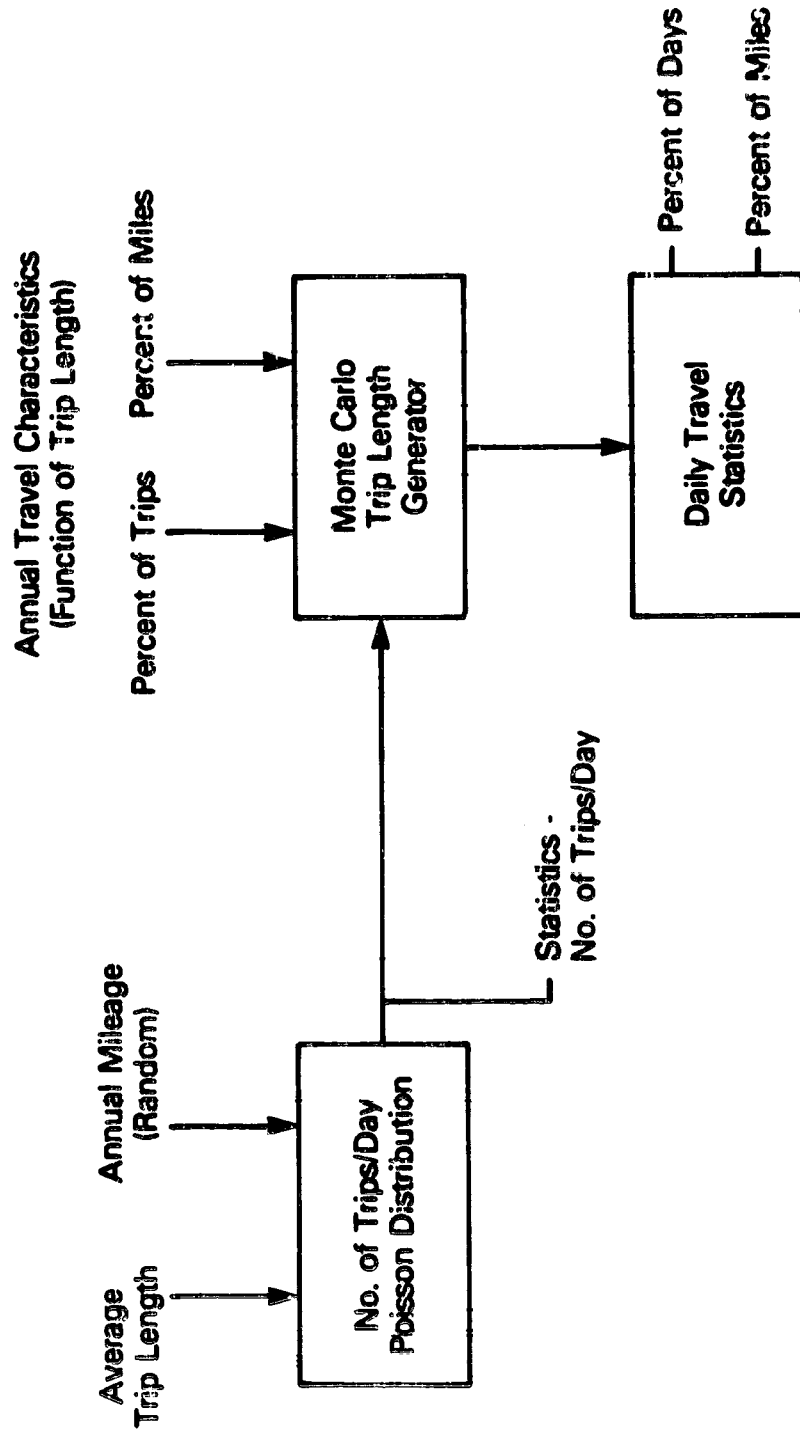 Annual Travel Characteristics
(Function of Trip Length)
Average
Trip Length
Annual Mileage
(Random)
Percent of Trips
Percent of Miles
No. of Trips/Day
Poisson Distribution
Monte Carlo
Trip Length
Generator
Statistics -
No. of Trips/Day
Daily Travel
Statistics
Percent of Days
Percent of Miles